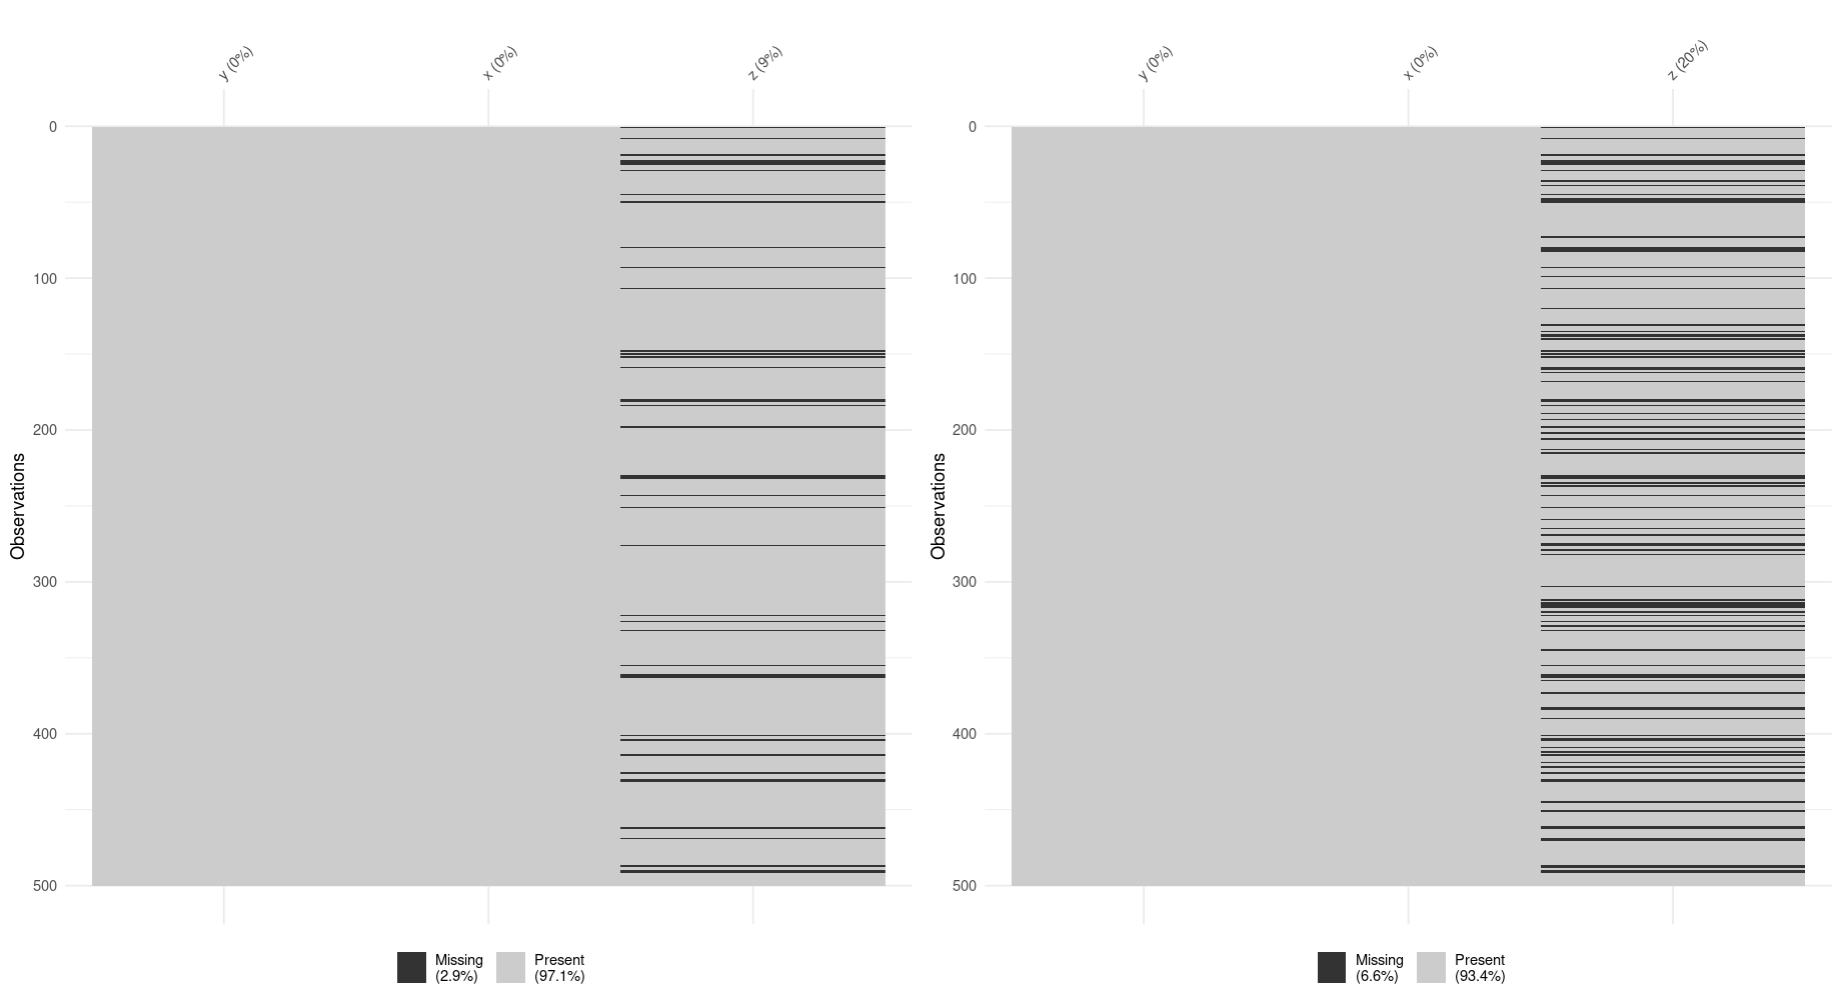 y (0%)
x (0%)
z (9%)
0
100
200
300
400
500
Observations
Missing
(2.9%)
Present
(97.1%)
y (0%)
x (0%)
z (20%)
0
100
200
300
400
500
Observations
Missing
(6.6%)
Present
(93.4%)